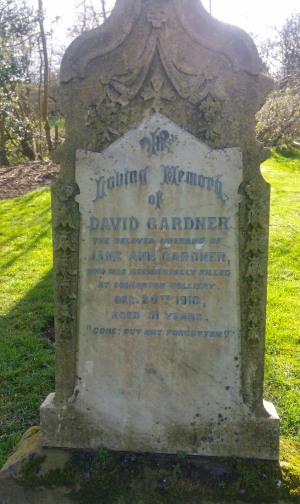 In
Loving Memory
of
DAVID GARDNER
THE BELOVED HUSBAND OF
JANE ANN GARDNER,
WHO WAS ACCIDENTALLY KILLED
AT COLLIERY
DEC. 20TH 1910,
AGED 51 YEARS.
"GONE BUT NOT FORGOTTEN"